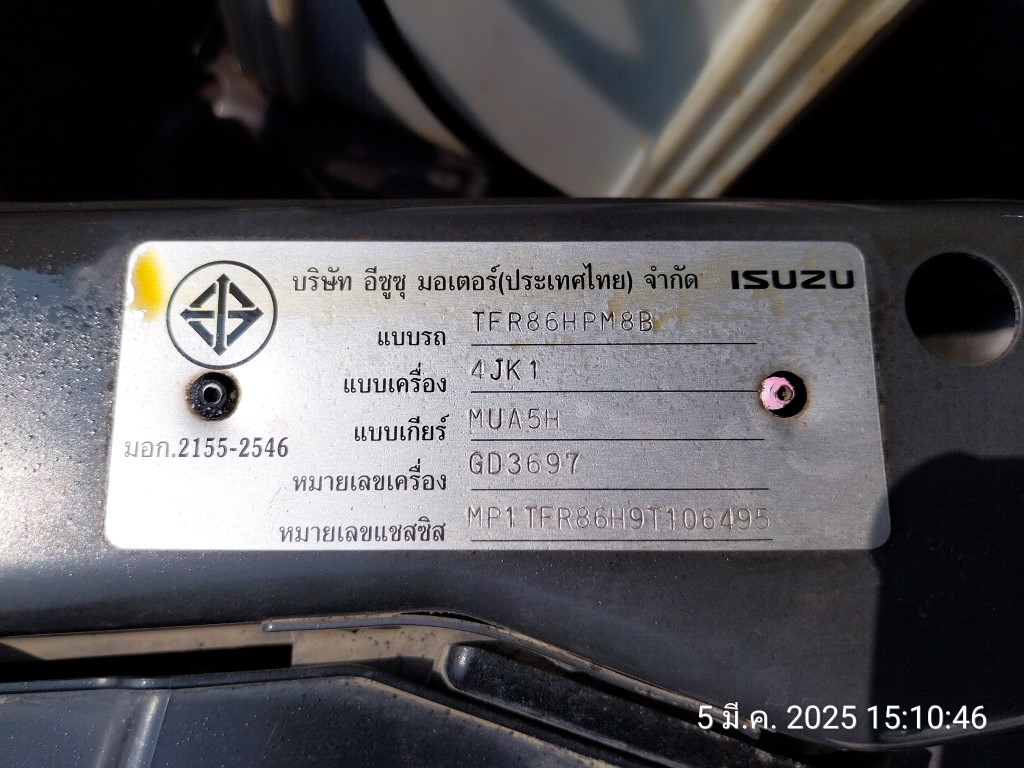 บริษัท อีซูซุ มอเตอร์(ประเทศไทย) จำกัด ISUZU
แบบรถ TFR86HPM8B
แบบเครื่อง 4JK1
แบบเกียร์ MUA5H
มอก.2155-2546
หมายเลขเครื่อง GD3697
หมายเลขแชสซิส MP1TFR86H9T106495
5 มี.ค. 2025 15:10:46